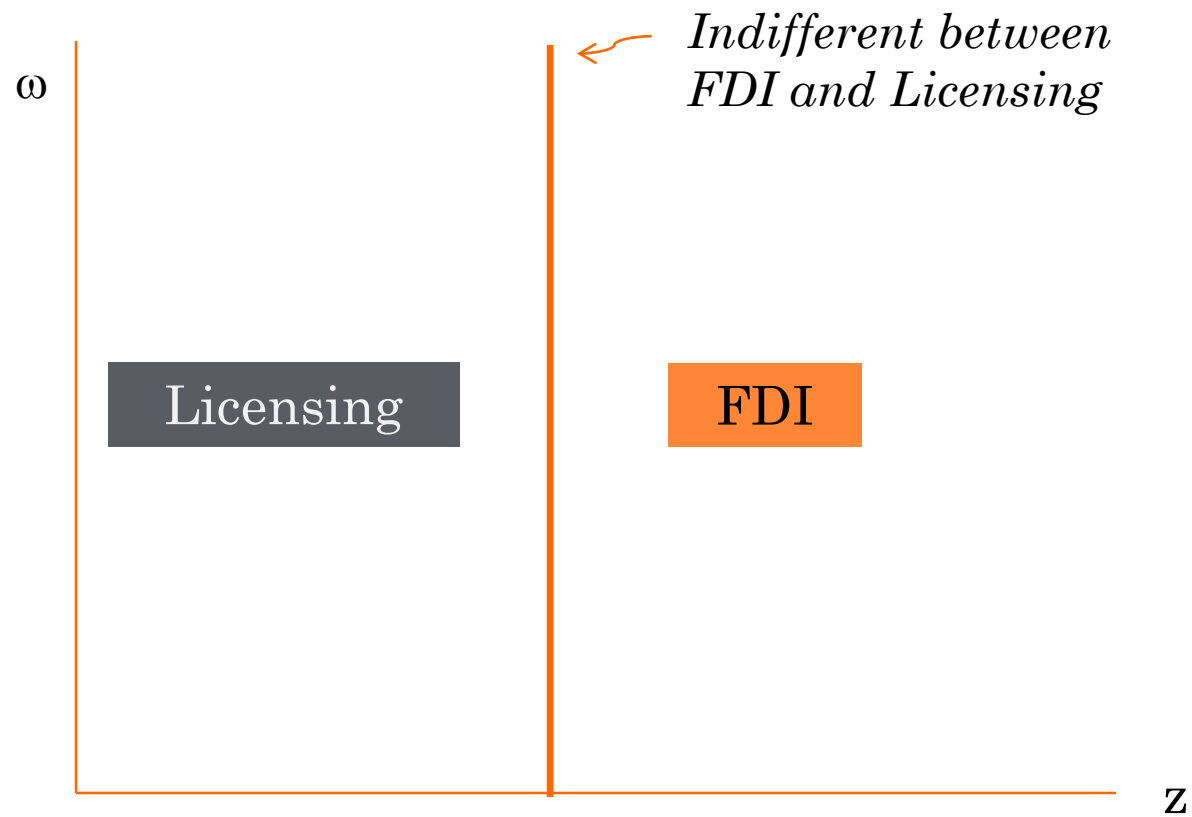 Indifferent between
FDI and Licensing
ω
Licensing
FDI
z